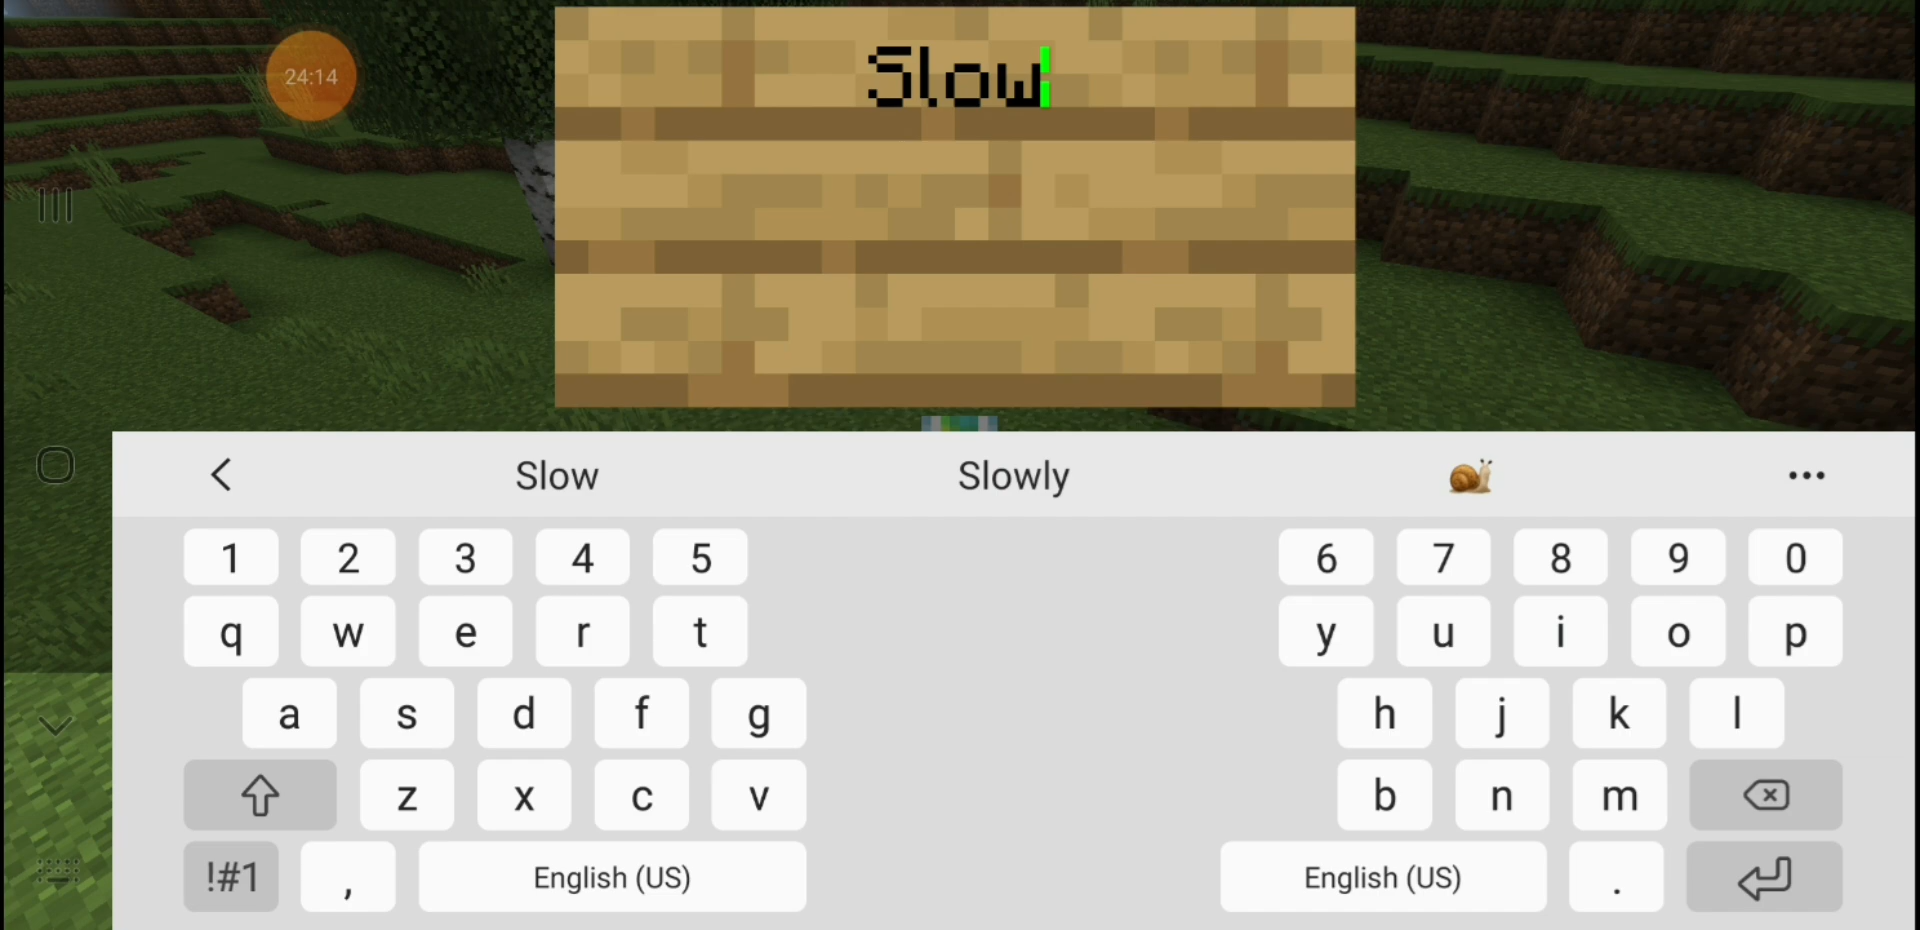 24:14
Slow
Slow Slowly
1 2 3 4 5 6 7 8 9 0
q w e r t y u i o p
a s d f g h j k l
z x c v b n m
!#1 , English (US) English (US) .